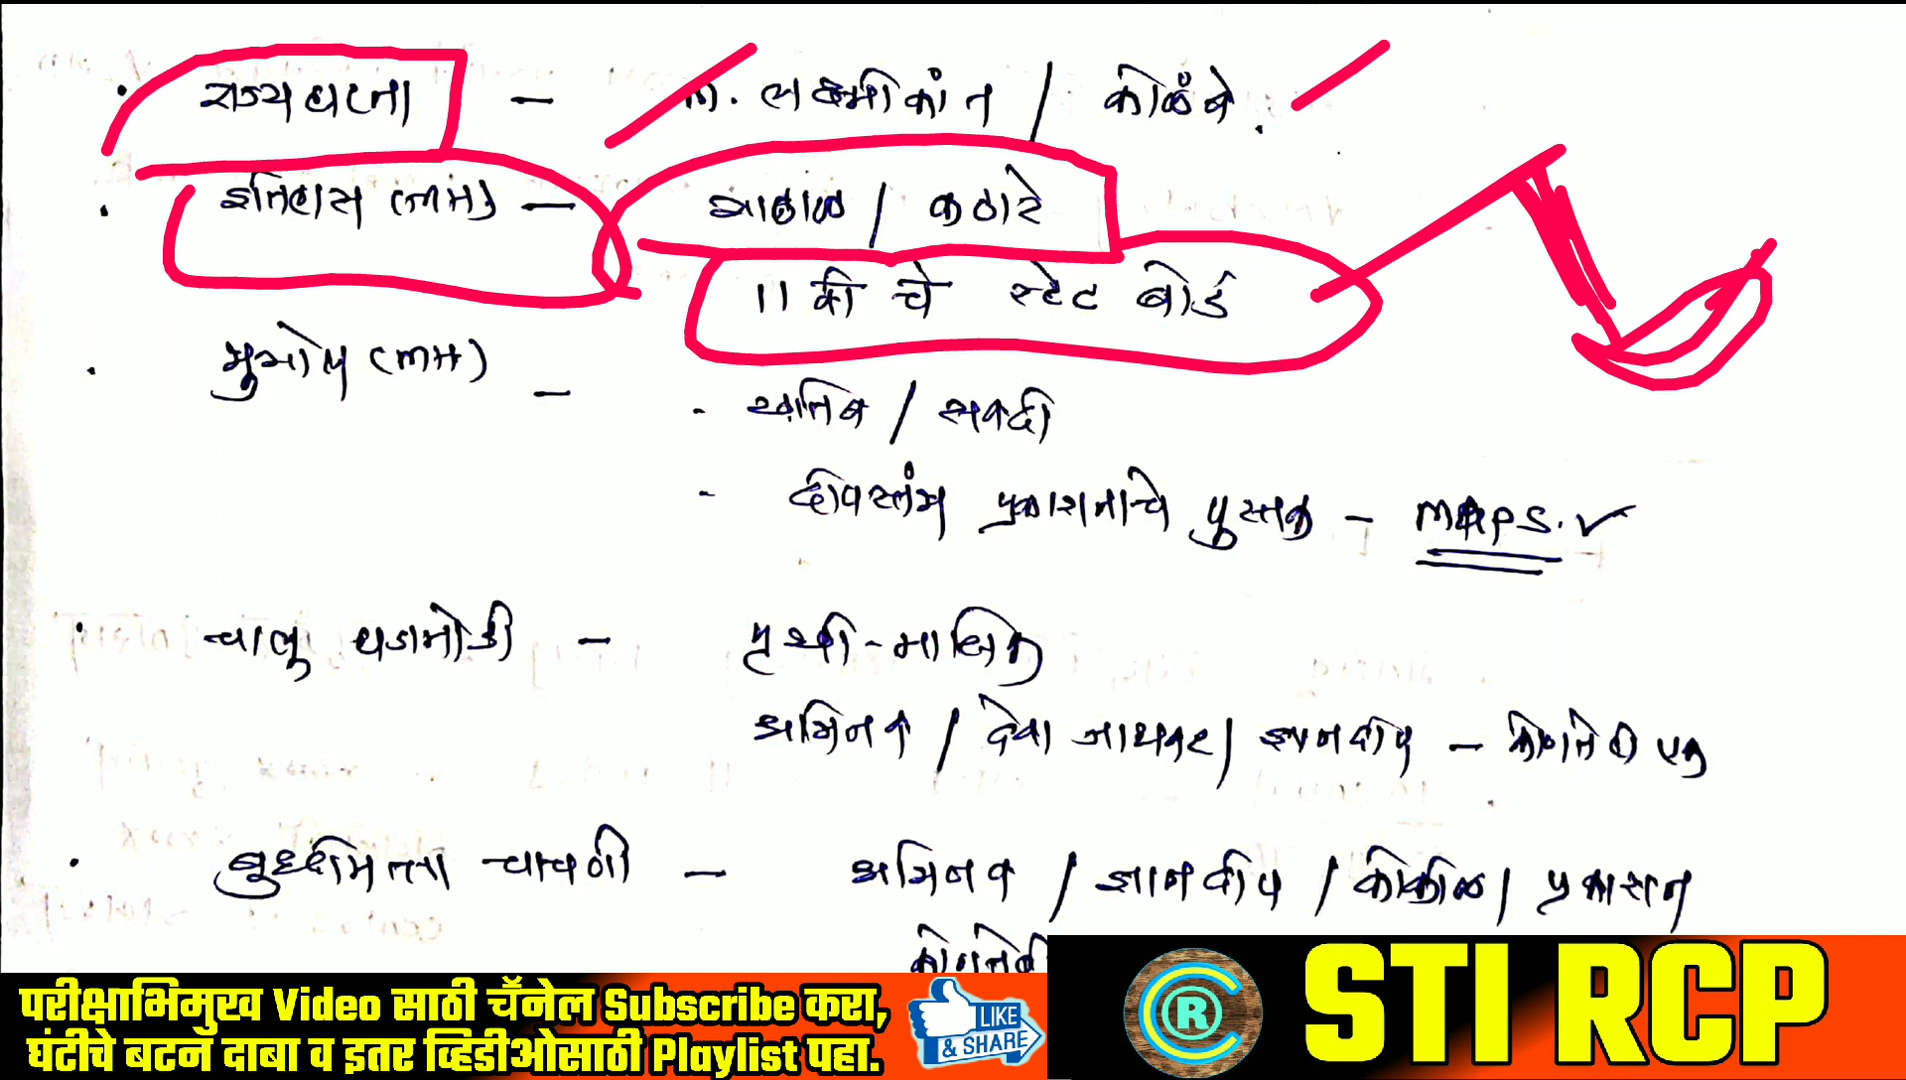 राज्यघटना – M. लक्ष्मीकांत / कोळंबे.
इतिहास (MH) – गाठाळ / कठारे
11 वी चे स्टेट बोर्ड
भुगोल (MH) –
- खतिब / सवदी
- दीपस्तंभ प्रकाशनाचे पुस्तक – MAPS.
चालु घडामोडी – पृथ्वी - मासिक
अभिनव / देवा जाधवर / ज्ञानदीप – कोणतेही एक
बुध्दीमत्ता चाचणी – अभिनव / ज्ञानदीप / कोकीळा प्रकाशन
कोणतेही
परीक्षाभिमुख Video साठी चॅनेल Subscribe करा,
घंटीचे बटन दाबा व इतर व्हिडीओसाठी Playlist पहा.
LIKE
& SHARE
R
STI RCP